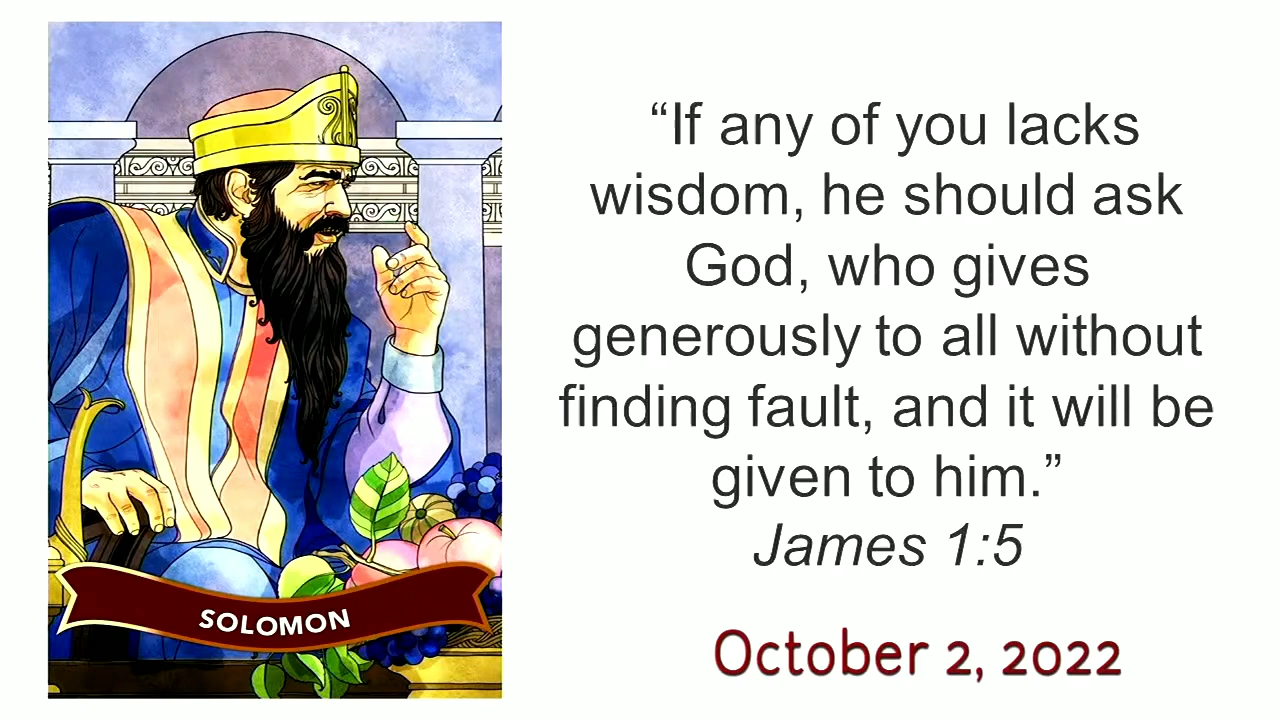 SOLOMON
“If any of you lacks
wisdom, he should ask
God, who gives
generously to all without
finding fault, and it will be
given to him.”
James 1:5
October 2, 2022